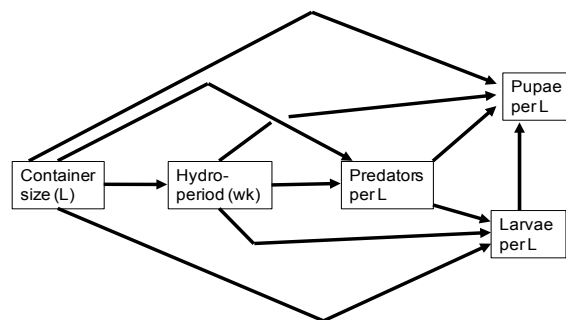 Pupae
per L
Container
size (L)
Hydro-
period (wk)
Predators
per L
Larvae
per L